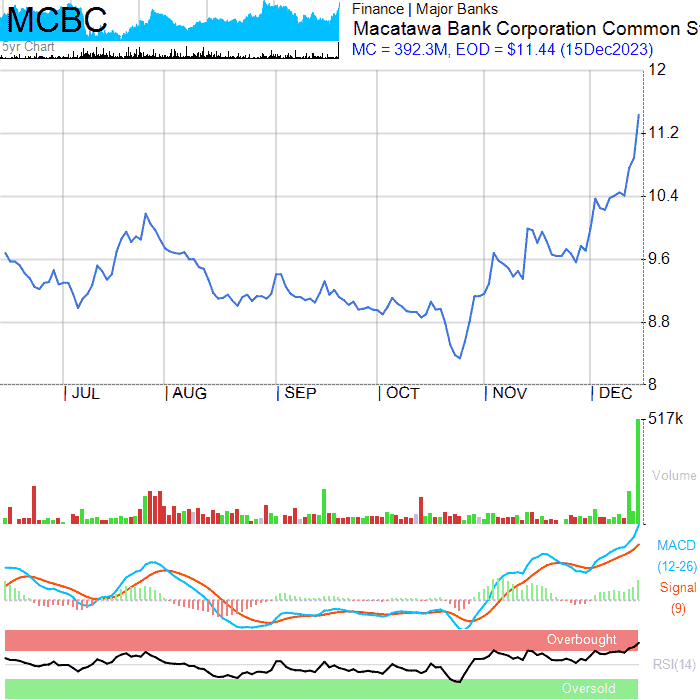 MCBC
5yr Chart
Finance | Major Banks
Macatawa Bank Corporation Common S
MC = 392.3M, EOD = $11.44 (15Dec2023)
12
11.2
10.4
9.6
8.8
8
JUL AUG SEP OCT NOV DEC
517k
Volume
MACD
(12-26)
Signal
(9)
Overbought
RSI(14)
Oversold